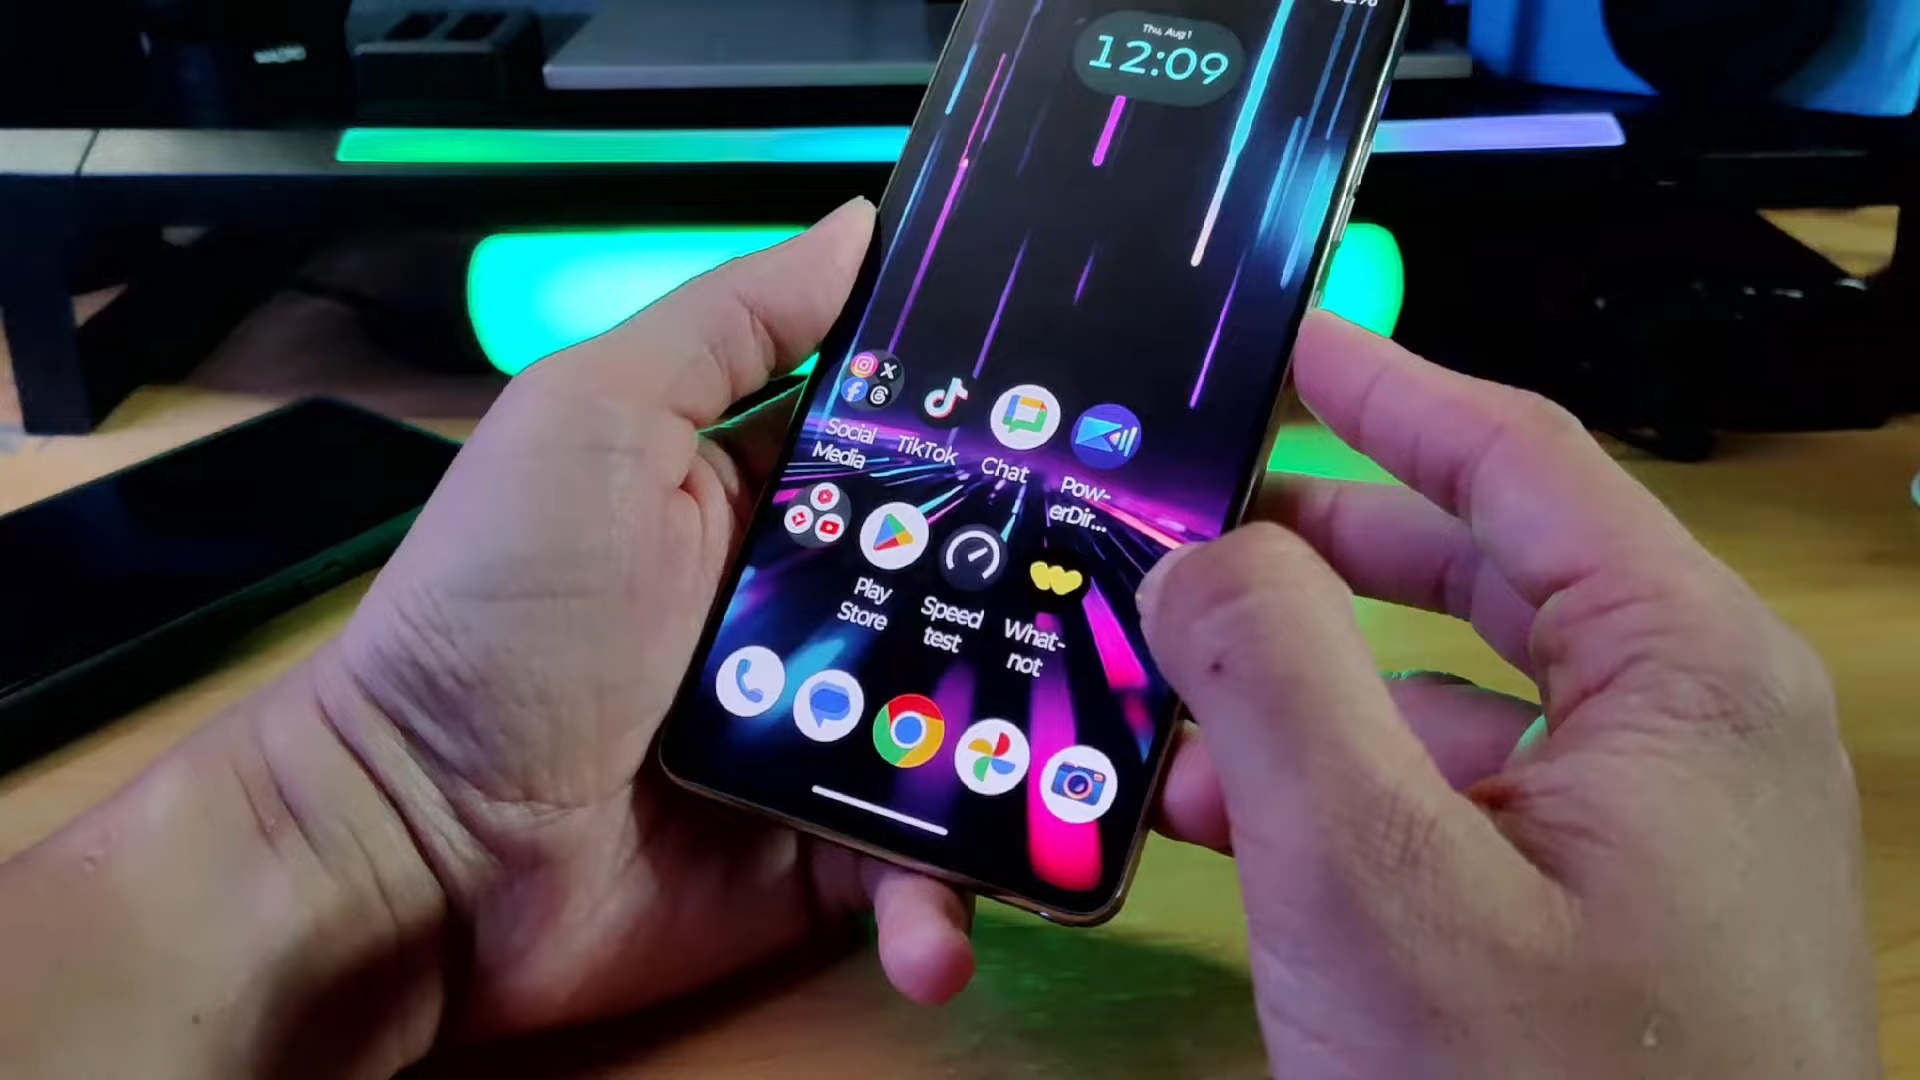 Thu, Aug 1
12:09
Social
Media
TikTok
Chat
Pow-
erDir...
Play
Store
Speed
test
What-
not